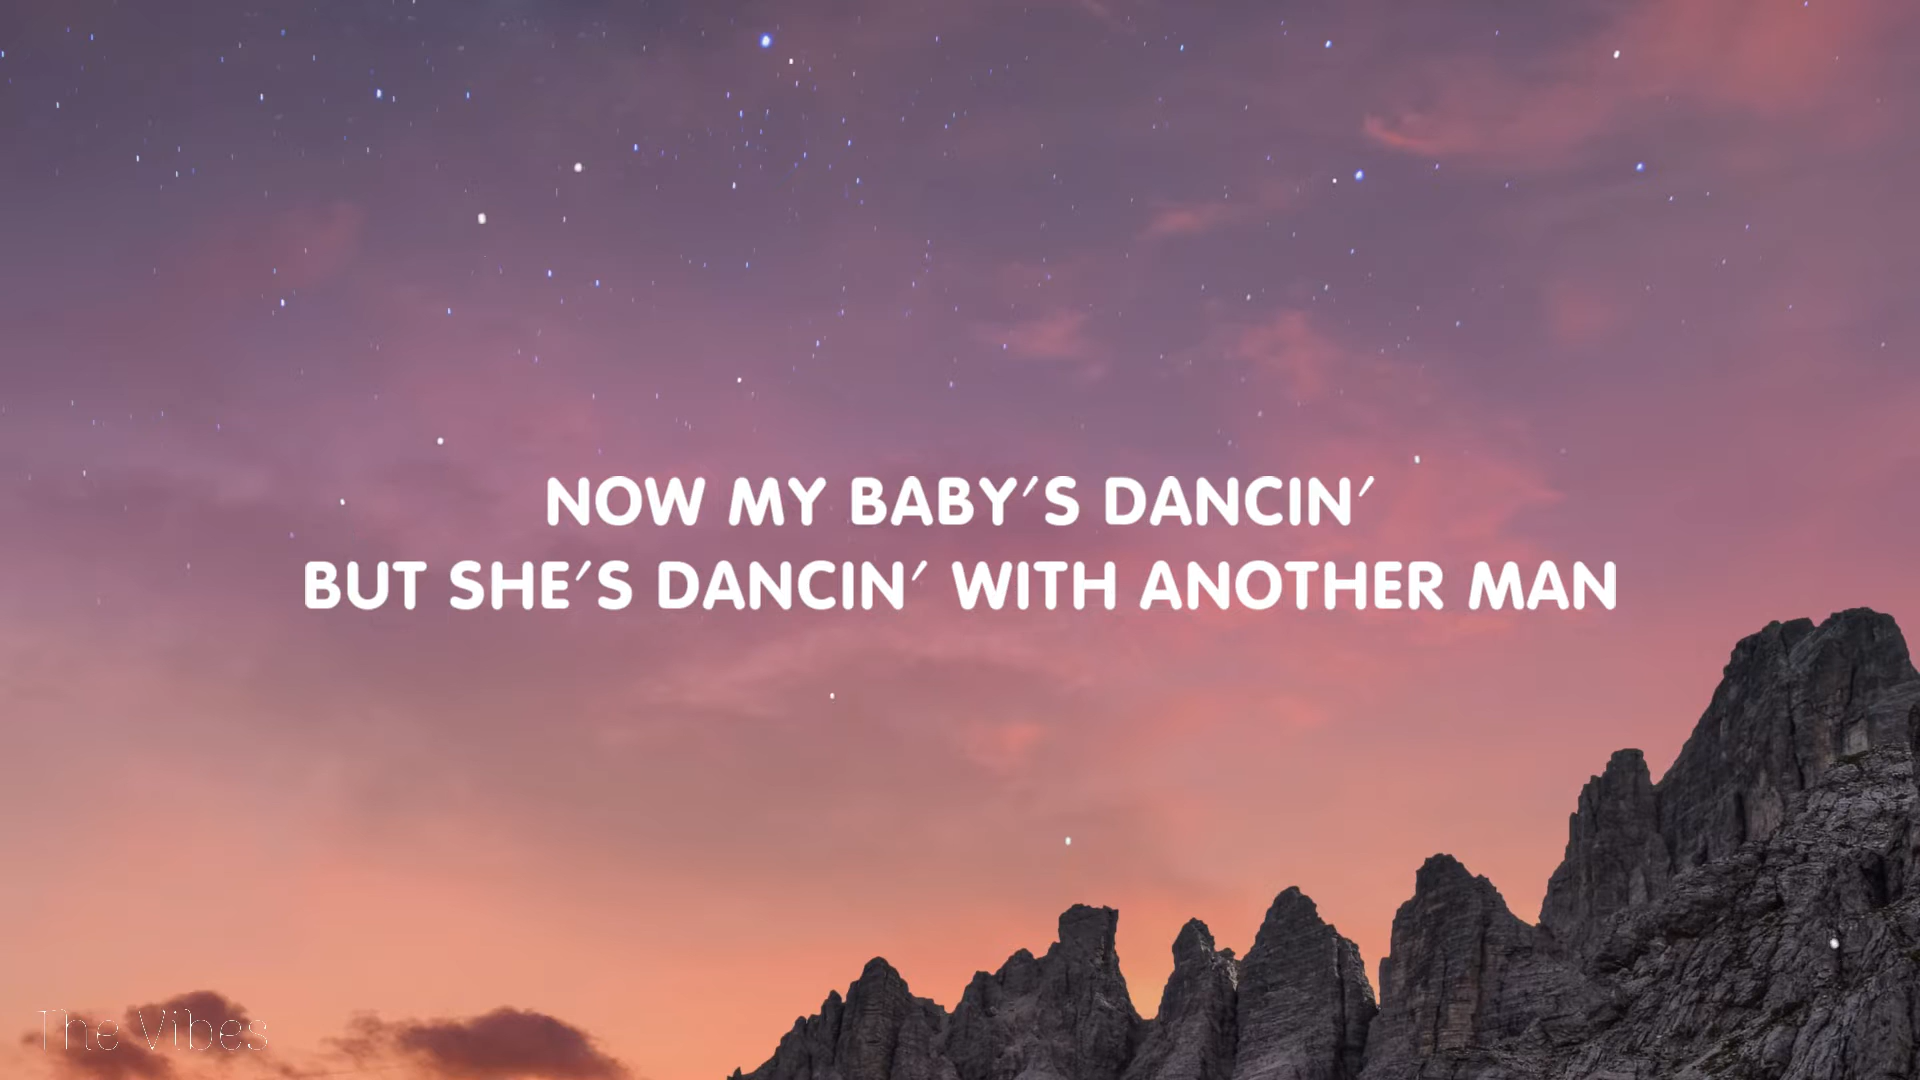 NOW MY BABY'S DANCIN'
BUT SHE'S DANCIN' WITH ANOTHER MAN
The Vibes